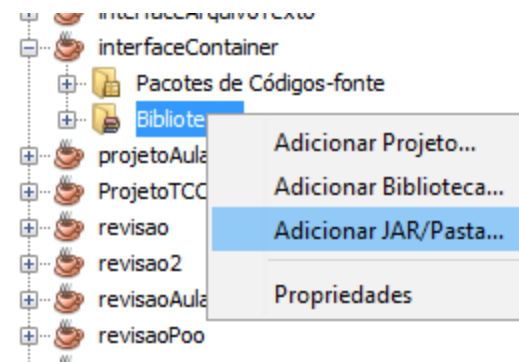 interfaceArquivoTexto
interfaceContainer
Pacotes de Códigos-fonte
Bibliote
projetoAula
ProjetoTCC
revisao
revisao2
revisaoAula
revisaoPoo
Adicionar Projeto...
Adicionar Biblioteca...
Adicionar JAR/Pasta...
Propriedades